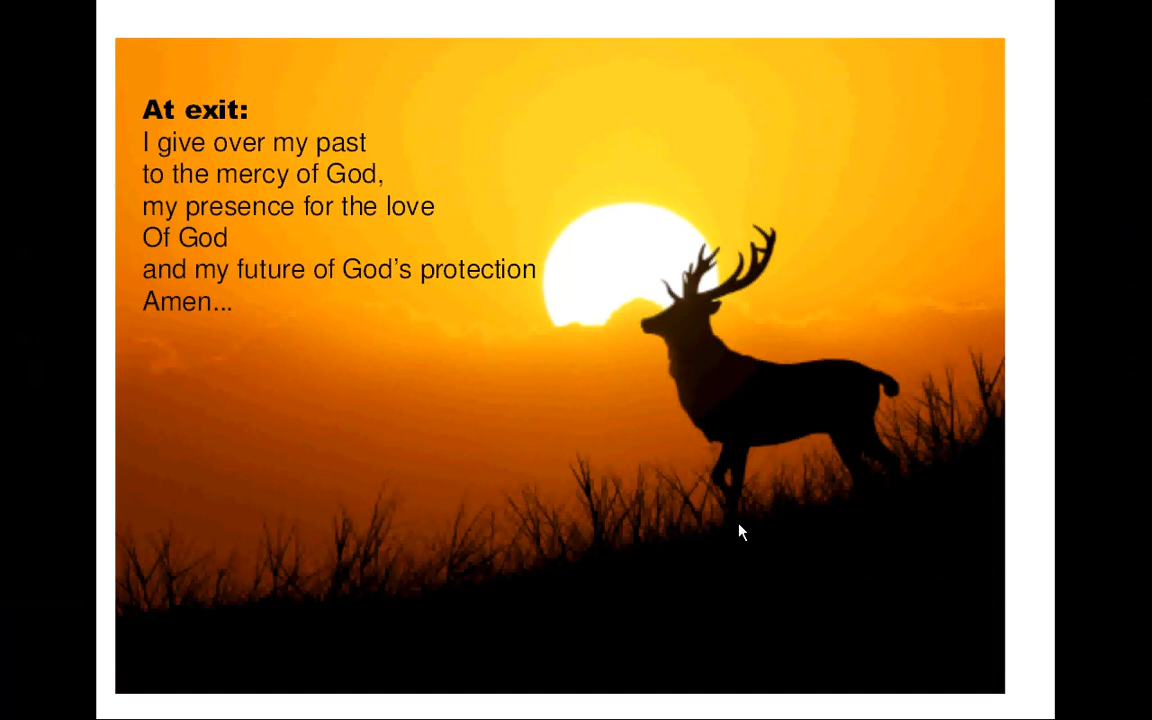 At exit:
I give over my past
to the mercy of God,
my presence for the love
Of God
and my future of God’s protection
Amen...